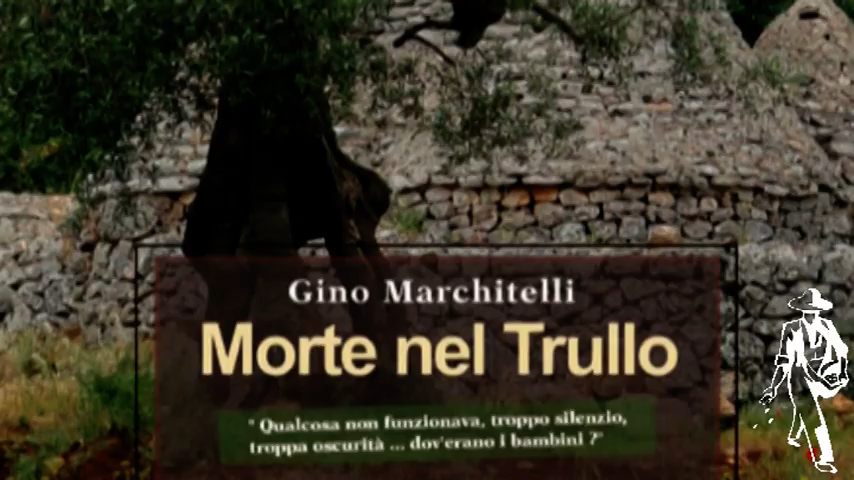 Gino Marchitelli
Morte nel Trullo
" Qualcosa non funzionava, troppo silenzio,
troppa oscurità ... dov'erano i bambini ?"